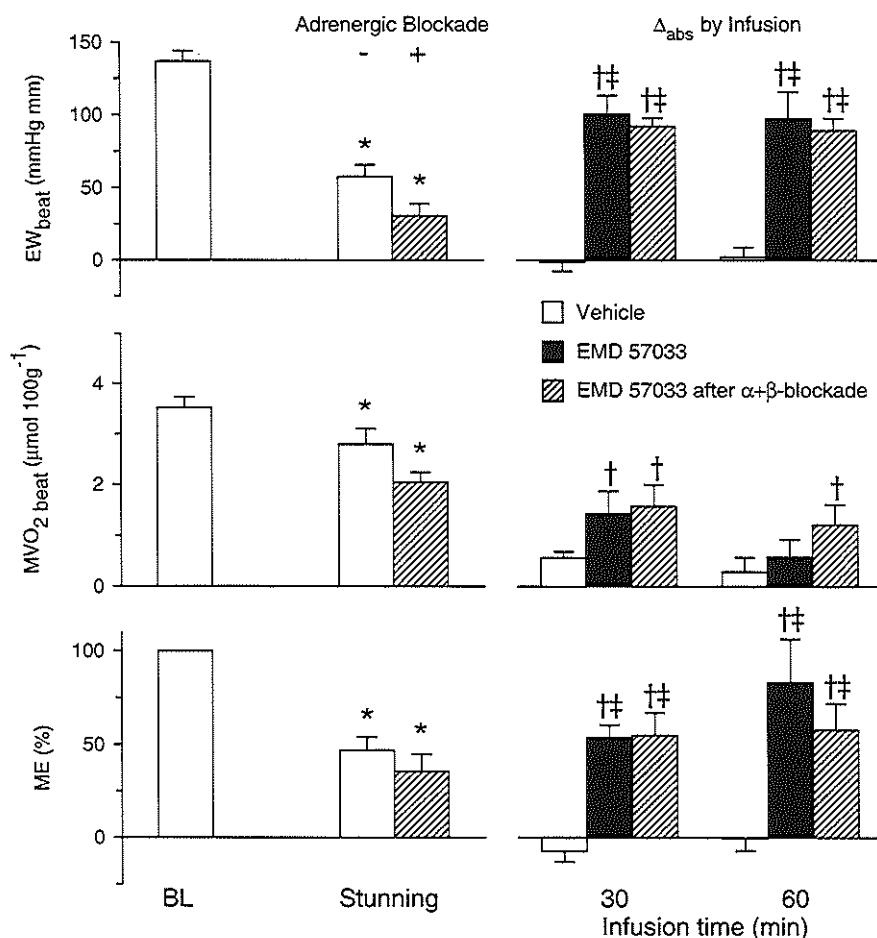 Adrenergic Blockade
Δabs by Infusion
- +
EWbeat (mmHg mm)
150
100
50
0
* *
†‡ †‡ †‡ †‡
Vehicle
EMD 57033
EMD 57033 after α+β-blockade
MVO2 beat (μmol 100g-1)
4
2
0
* *
† † †
ME (%)
100
50
0
* *
†‡ †‡ †‡ †‡
BL Stunning 30 60
Infusion time (min)